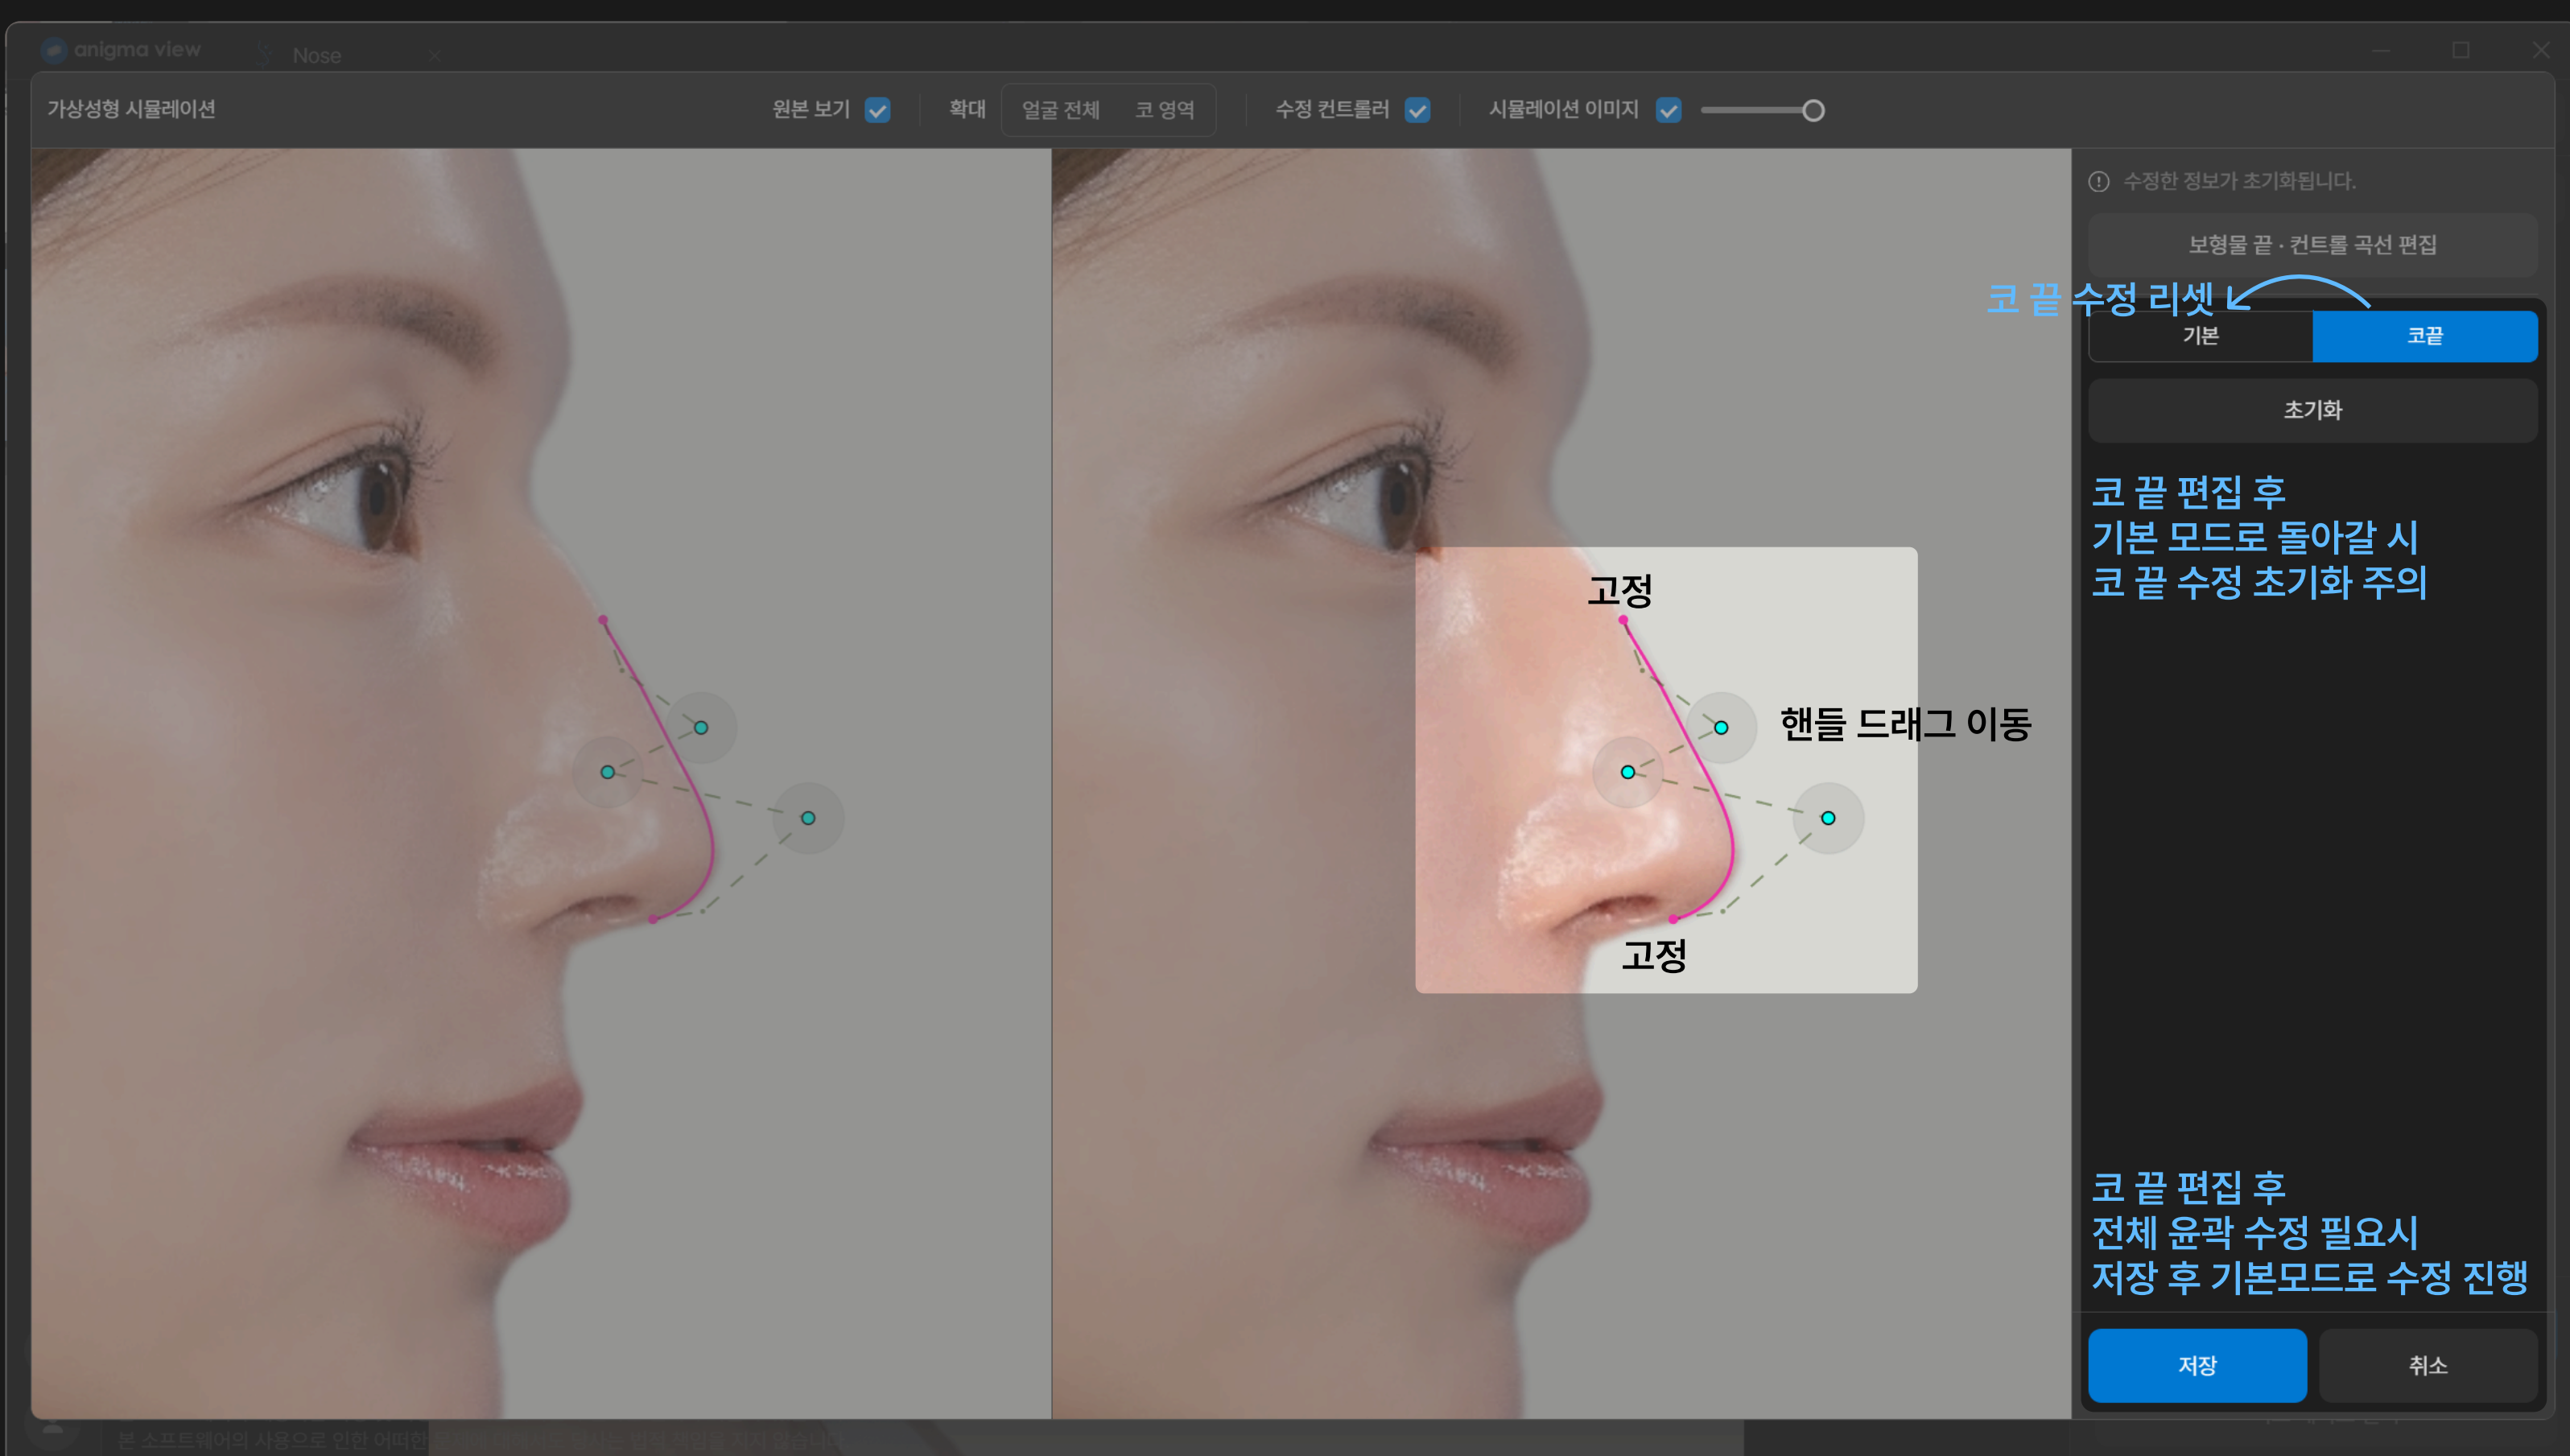 anigma view
Nose
가상성형 시뮬레이션
원본 보기
확대
얼굴 전체
코 영역
수정 컨트롤러
시뮬레이션 이미지
수정한 정보가 초기화됩니다.
보형물 끝 · 컨트롤 곡선 편집
코 끝 수정 리셋
기본
코끝
초기화
코 끝 편집 후
기본 모드로 돌아갈 시
코 끝 수정 초기화 주의
고정
핸들 드래그 이동
고정
코 끝 편집 후
전체 윤곽 수정 필요시
저장 후 기본모드로 수정 진행
저장
취소
본 소프트웨어의 사용으로 인한 어떠한